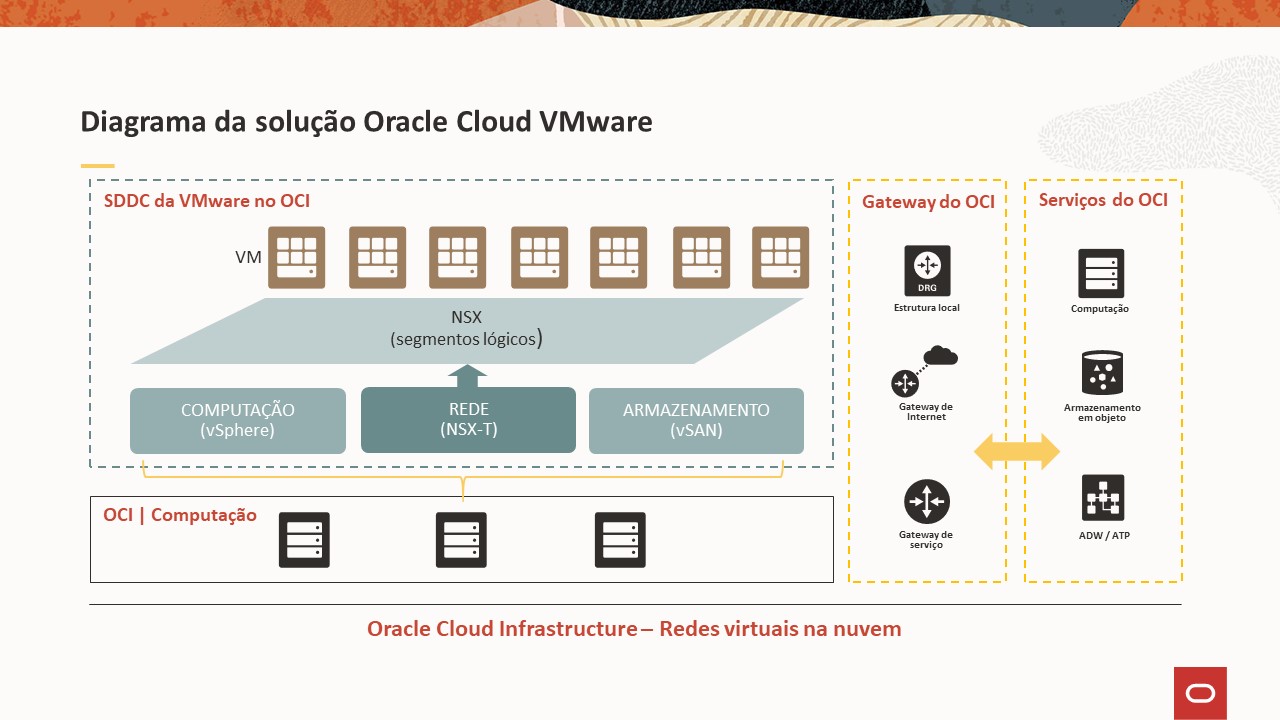 Diagrama da solução Oracle Cloud VMware
SDDC da VMware no OCI
VM
NSX
(segmentos lógicos)
COMPUTAÇÃO
(vSphere)
REDE
(NSX-T)
ARMAZENAMENTO
(vSAN)
OCI | Computação
Gateway do OCI
DRG
Estrutura local
Gateway de
Internet
Gateway de
serviço
Serviços do OCI
Computação
Armazenamento
em objeto
ADW / ATP
Oracle Cloud Infrastructure – Redes virtuais na nuvem